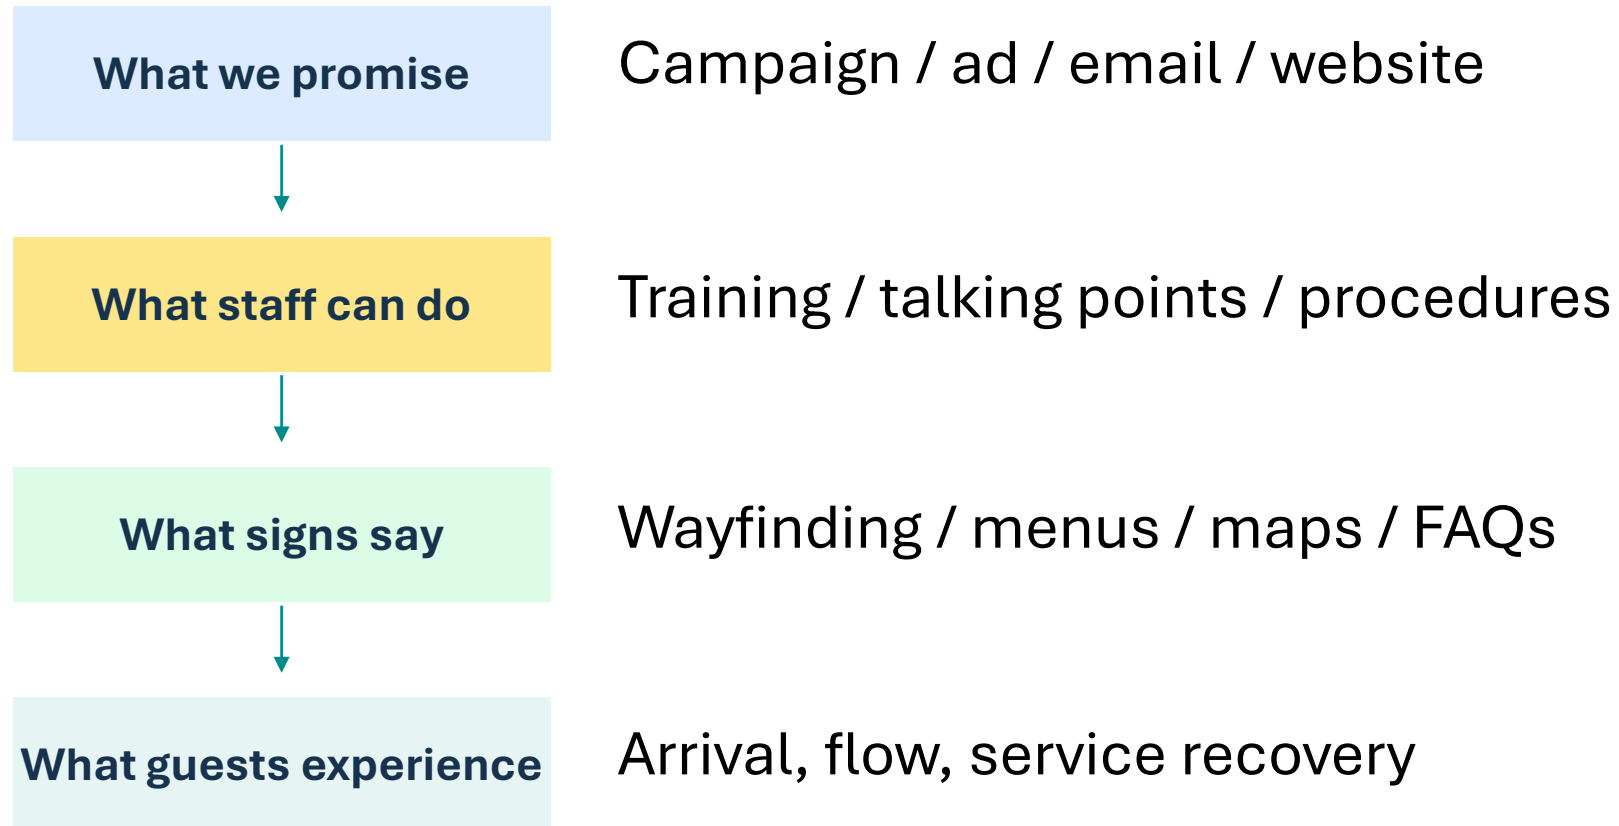 What we promise
Campaign / ad / email / website
What staff can do
Training / talking points / procedures
What signs say
Wayfinding / menus / maps / FAQs
What guests experience
Arrival, flow, service recovery